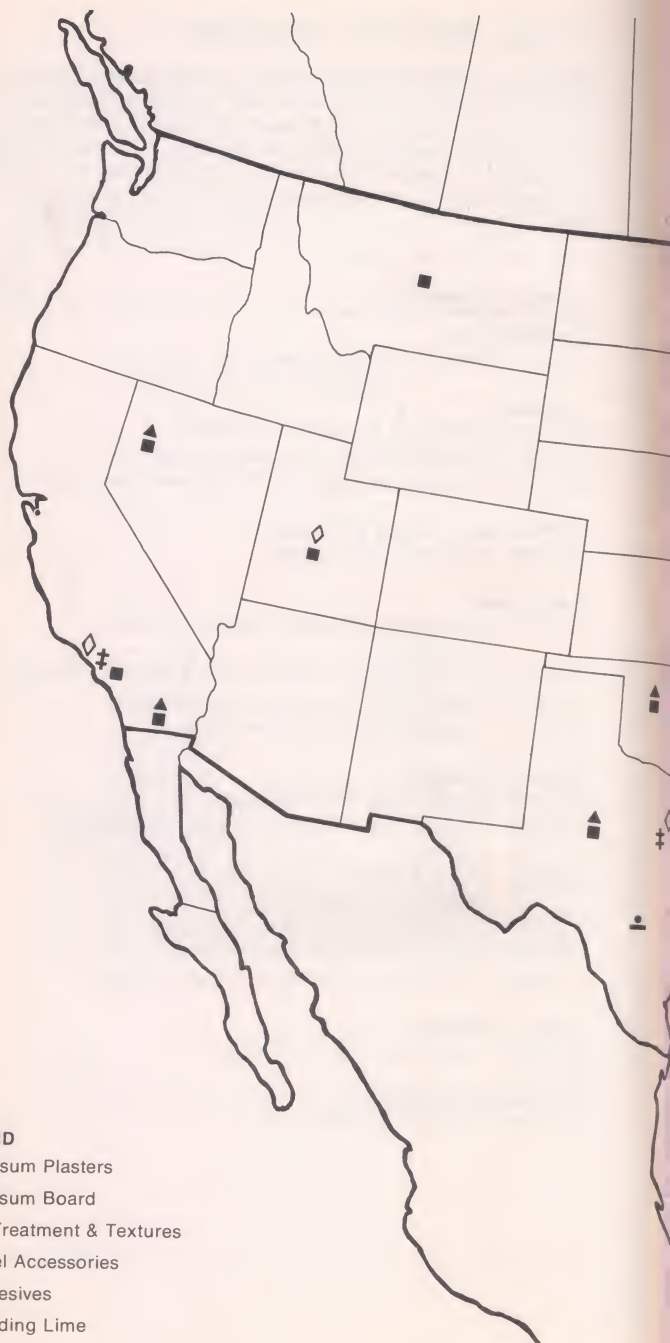 D
sum Plasters
sum Board
Treatment & Textures
el Accessories
esives
ding Lime